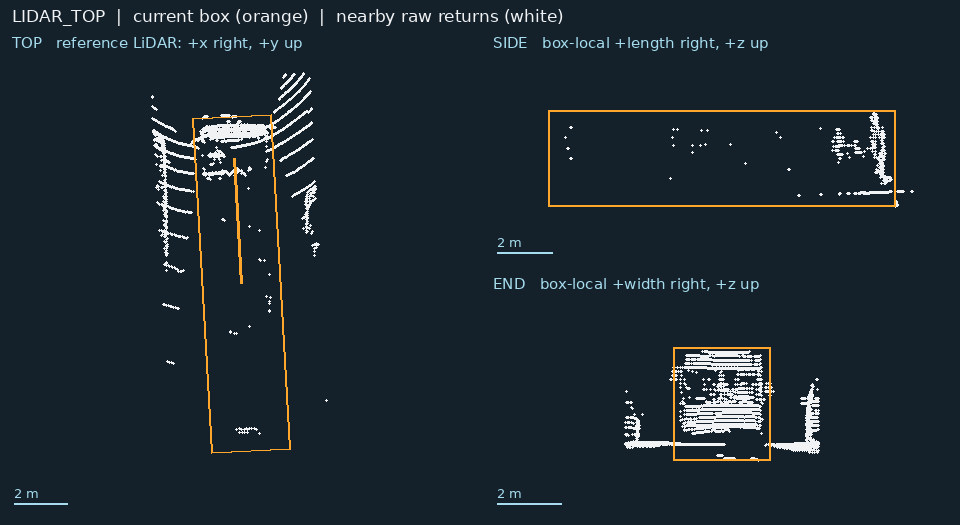 LIDAR_TOP | current box (orange) | nearby raw returns (white)
TOP reference LiDAR: +x right, +y up
SIDE box-local +length right, +z up
2 m
END box-local +width right, +z up
2 m
2 m